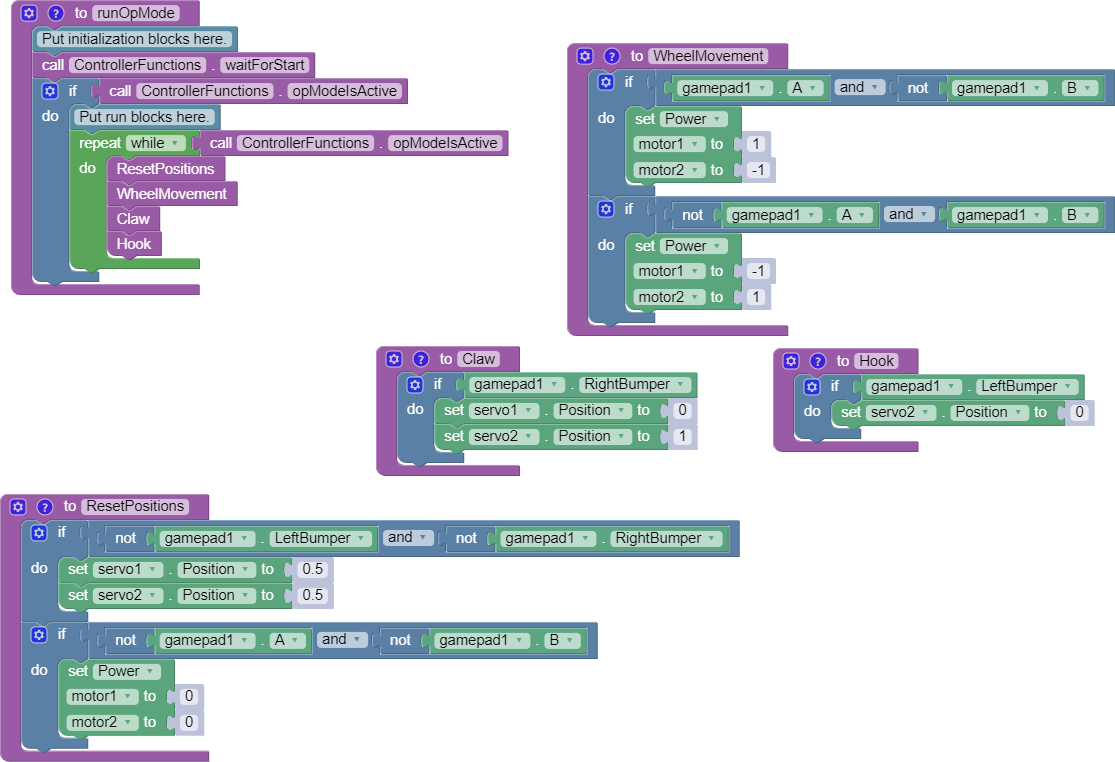 ? to runOpMode
Put initialization blocks here.
call ControllerFunctions . waitForStart
if call ControllerFunctions . opModeIsActive
do Put run blocks here.
repeat while call ControllerFunctions . opModeIsActive
do ResetPositions
WheelMovement
Claw
Hook
? to WheelMovement
if gamepad1 . A and not gamepad1 . B
do set Power
motor1 to 1
motor2 to -1
if not gamepad1 . A and gamepad1 . B
do set Power
motor1 to -1
motor2 to 1
? to Claw
if gamepad1 . RightBumper
do set servo1 . Position to 0
set servo2 . Position to 1
? to Hook
if gamepad1 . LeftBumper
do set servo2 . Position to 0
? to ResetPositions
if not gamepad1 . LeftBumper and not gamepad1 . RightBumper
do set servo1 . Position to 0.5
set servo2 . Position to 0.5
if not gamepad1 . A and not gamepad1 . B
do set Power
motor1 to 0
motor2 to 0